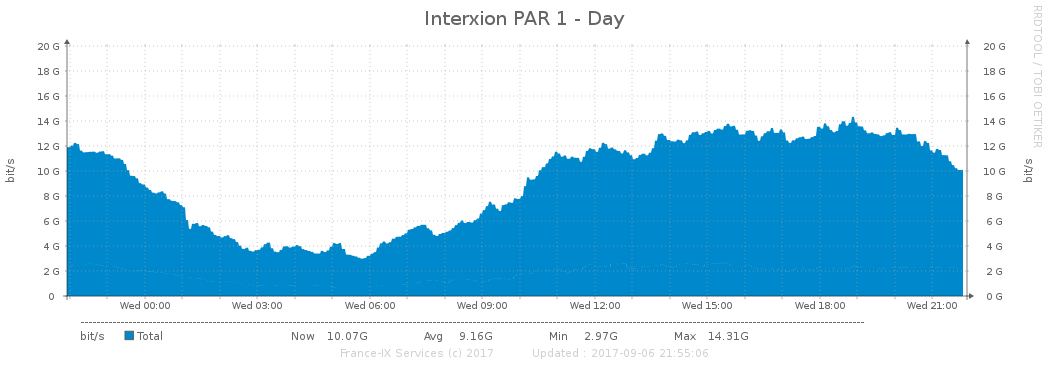 Interxion PAR 1 - Day
RRDTOOL / TOBI OETIKER
bit/s
20 G 20 G
18 G 18 G
16 G 16 G
14 G 14 G
12 G 12 G
10 G 10 G
8 G 8 G
6 G 6 G
4 G 4 G
2 G 2 G
0 0 G
bit/s
Wed 00:00 Wed 03:00 Wed 06:00 Wed 09:00 Wed 12:00 Wed 15:00 Wed 18:00 Wed 21:00
bit/s Total Now 10.07G Avg 9.16G Min 2.97G Max 14.31G
France-IX Services (c) 2017 Updated : 2017-09-06 21:55:06